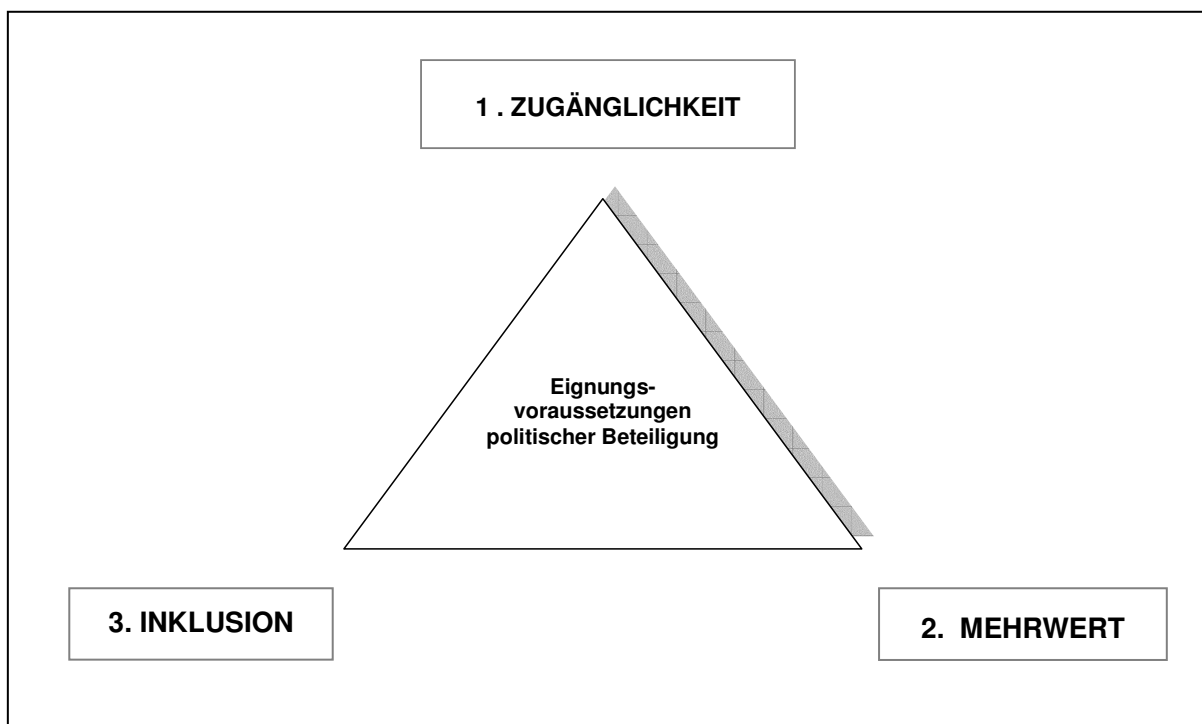 1 . ZUGÄNGLICHKEIT
Eignungs-
voraussetzungen
politischer Beteiligung
3. INKLUSION
2. MEHRWERT